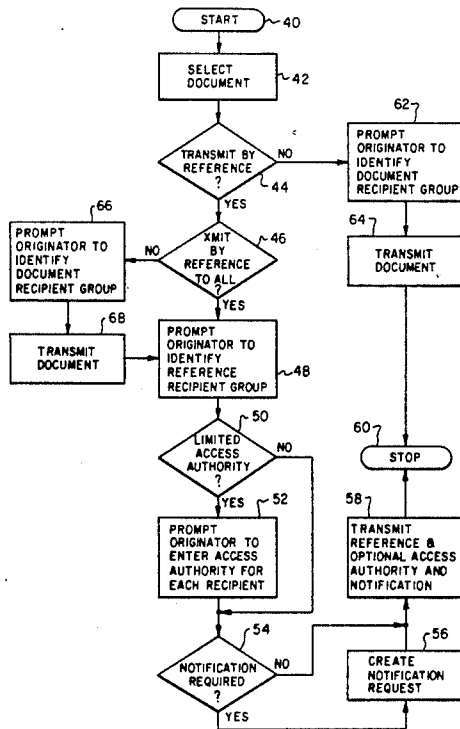 START
40
SELECT
DOCUMENT
42
TRANSMIT BY
REFERENCE
?
44
NO
YES
62
PROMPT
ORIGINATOR TO
IDENTIFY
DOCUMENT
RECIPIENT
GROUP
64
TRANSMIT
DOCUMENT
46
XMIT
BY
REFERENCE
TO ALL
?
NO
YES
66
PROMPT
ORIGINATOR TO
IDENTIFY
DOCUMENT
RECIPIENT GROUP
68
TRANSMIT
DOCUMENT
PROMPT
ORIGINATOR TO
IDENTIFY
REFERENCE
RECIPIENT GROUP
48
50
LIMITED
ACCESS
AUTHORITY
?
NO
YES
52
PROMPT
ORIGINATOR TO
ENTER ACCESS
AUTHORITY FOR
EACH RECIPIENT
54
NOTIFICATION
REQUIRED
?
NO
YES
60
STOP
58
TRANSMIT
REFERENCE &
OPTIONAL ACCESS
AUTHORITY AND
NOTIFICATION
56
CREATE
NOTIFICATION
REQUEST